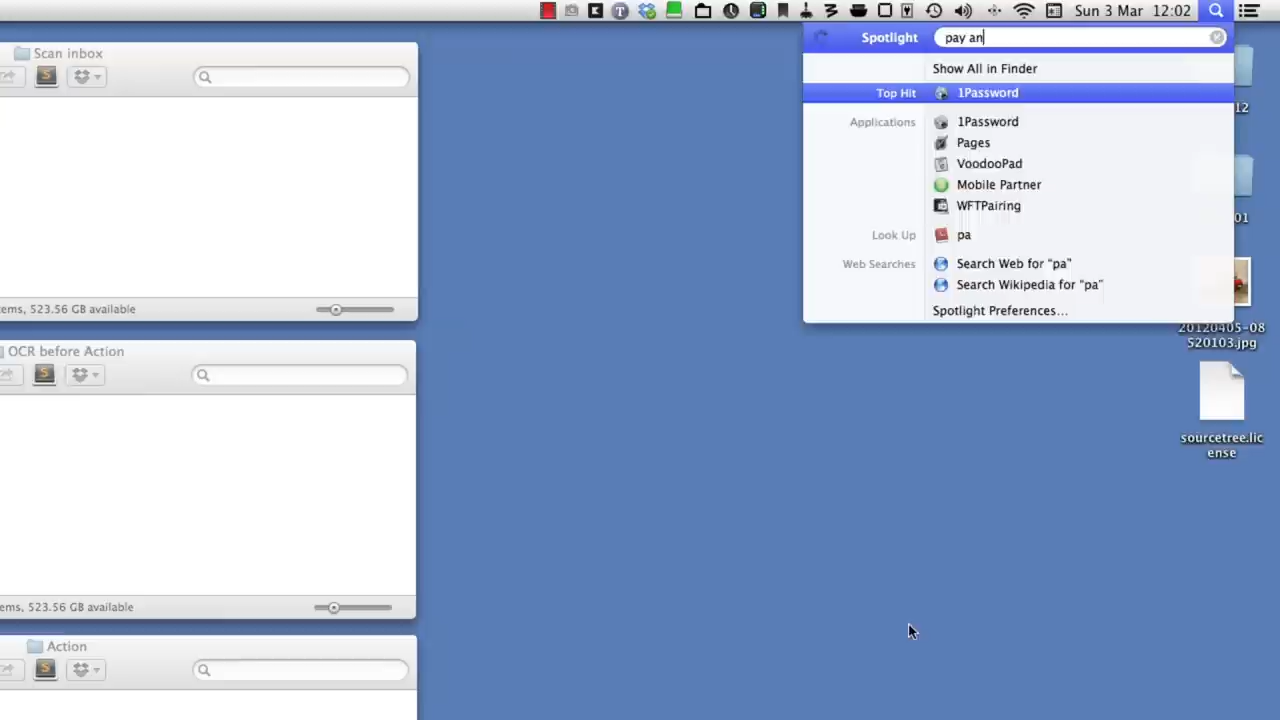 Sun 3 Mar 12:02
Scan inbox
ems, 523.56 GB available
OCR before Action
ems, 523.56 GB available
Action
Spotlight pay an
Show All in Finder
Top Hit 1Password
Applications 1Password
Pages
VoodooPad
Mobile Partner
WFTPairing
Look Up pa
Web Searches Search Web for “pa”
Search Wikipedia for “pa”
Spotlight Preferences...
12
01
20120405-08
S20103.jpg
sourcetree.lic
ense